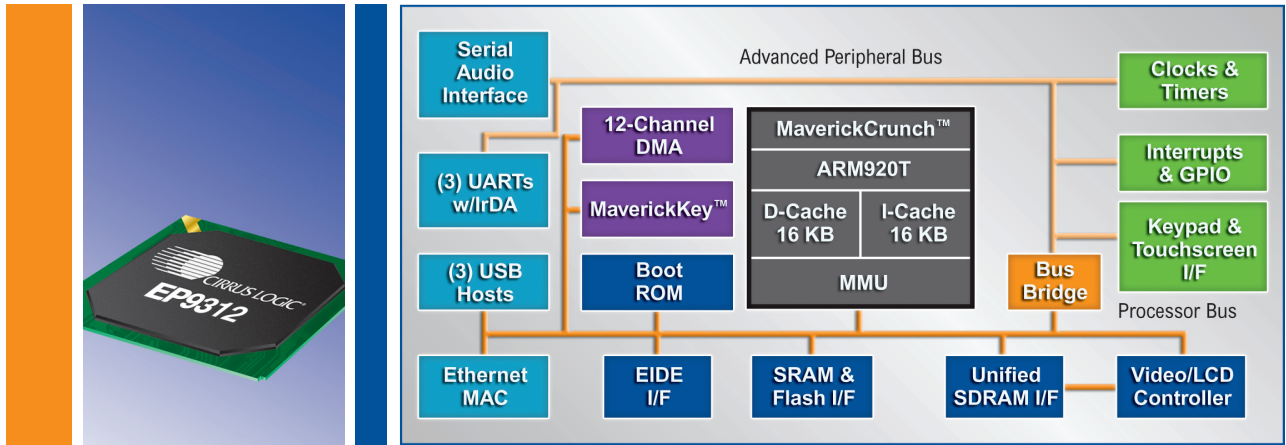 CIRRUS LOGIC®
EP9312
Advanced Peripheral Bus
Serial
Audio
Interface
Clocks &
Timers
12-Channel
DMA
MaverickCrunch™
ARM920T
Interrupts
& GPIO
(3) UARTs
w/IrDA
MaverickKey™
D-Cache
16 KB
I-Cache
16 KB
Keypad &
Touchscreen
I/F
(3) USB
Hosts
Boot
ROM
MMU
Bus
Bridge
Processor Bus
Ethernet
MAC
EIDE
I/F
SRAM &
Flash I/F
Unified
SDRAM I/F
Video/LCD
Controller